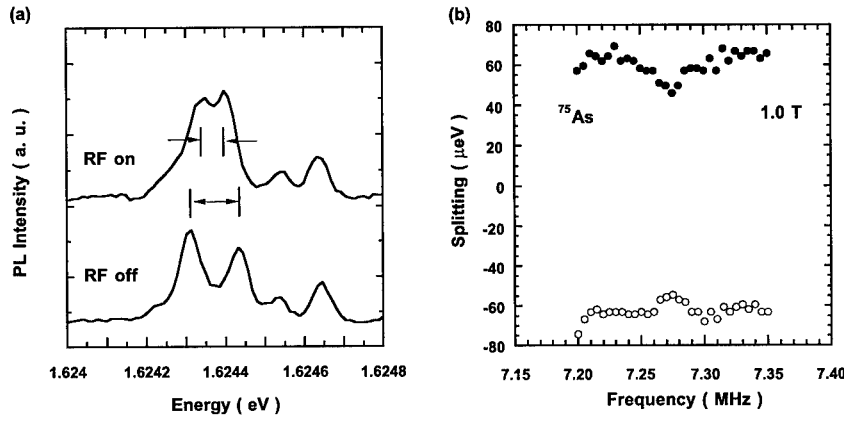 (a)
PL Intensity ( a. u. )
RF on
RF off
1.624
1.6242
1.6244
1.6246
1.6248
Energy ( eV )
(b)
Splitting ( μeV )
80
60
40
20
0
-20
-40
-60
-80
⁷⁵As
1.0 T
7.15
7.20
7.25
7.30
7.35
7.40
Frequency ( MHz )